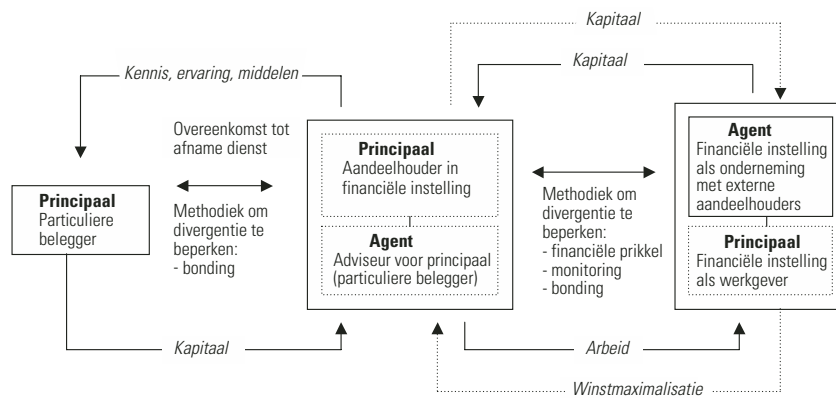 Kapitaal
Kapitaal
Kennis, ervaring, middelen
Overeenkomst tot
afname dienst
Principaal
Particuliere
belegger
Methodiek om
divergentie te
beperken:
- bonding
Principaal
Aandeelhouder in
financiële instelling
Agent
Adviseur voor principaal
(particuliere belegger)
Methodiek om
divergentie te
beperken:
- financiële prikkel
- monitoring
- bonding
Agent
Financiële instelling
als onderneming
met externe
aandeelhouders
Principaal
Financiële instelling
als werkgever
Kapitaal
Arbeid
Winstmaximalisatie